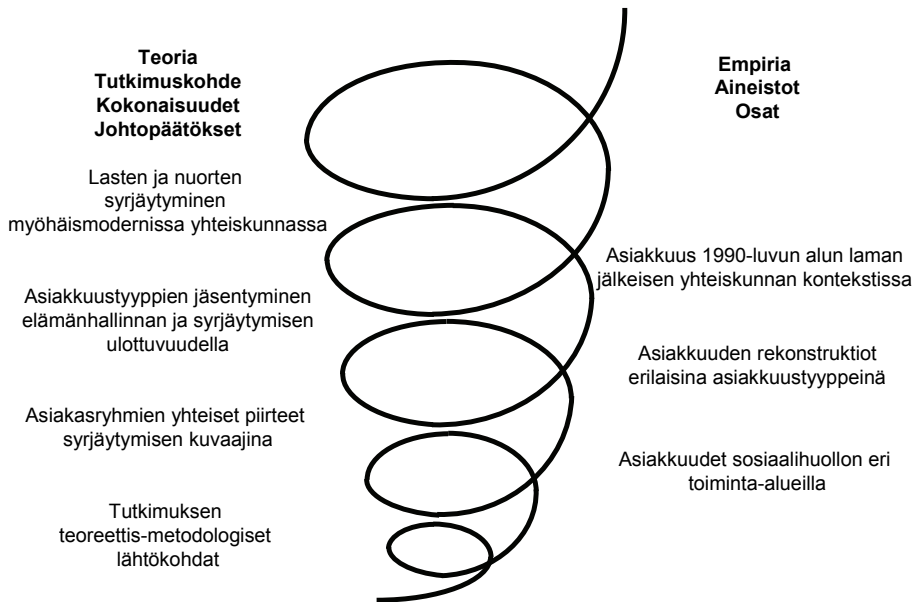 Teoria
Tutkimuskohde
Kokonaisuudet
Johtopäätökset
Lasten ja nuorten
syrjäytyminen
myöhäismodernissa yhteiskunnassa
Asiakkuustyyppien jäsentyminen
elämänhallinnan ja syrjäytymisen
ulottuvuudella
Asiakasryhmien yhteiset piirteet
syrjäytymisen kuvaajina
Tutkimuksen
teoreettis-metodologiset
lähtökohdat
Empiria
Aineistot
Osat
Asiakkuus 1990-luvun alun laman
jälkeisen yhteiskunnan kontekstissa
Asiakkuuden rekonstruktiot
erilaisina asiakkuustyyppeinä
Asiakkuudet sosiaalihuollon eri
toiminta-alueilla